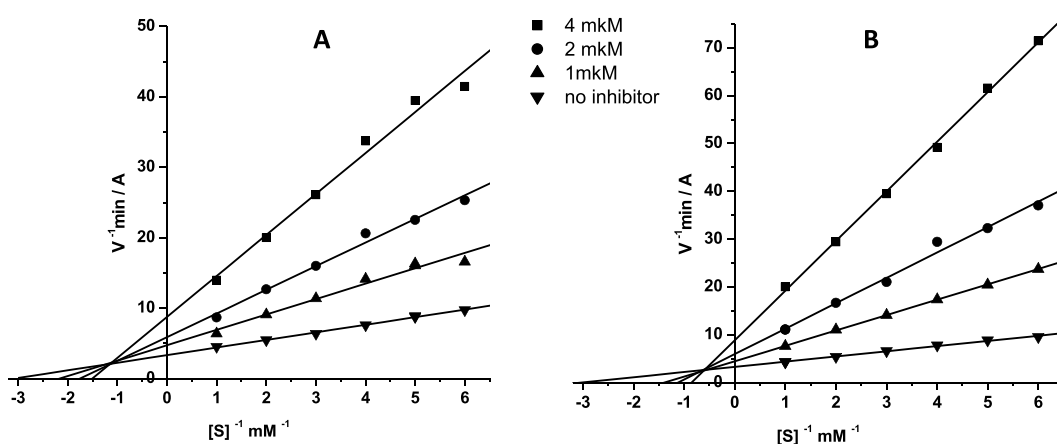 A
50
40
30
20
10
0
V⁻¹min / A
-3 -2 -1 0 1 2 3 4 5 6
[S] ⁻¹ mM ⁻¹
4 mkM
2 mkM
1mkM
no inhibitor
B
70
60
50
40
30
20
10
0
V⁻¹min / A
-3 -2 -1 0 1 2 3 4 5 6
[S] ⁻¹ mM ⁻¹